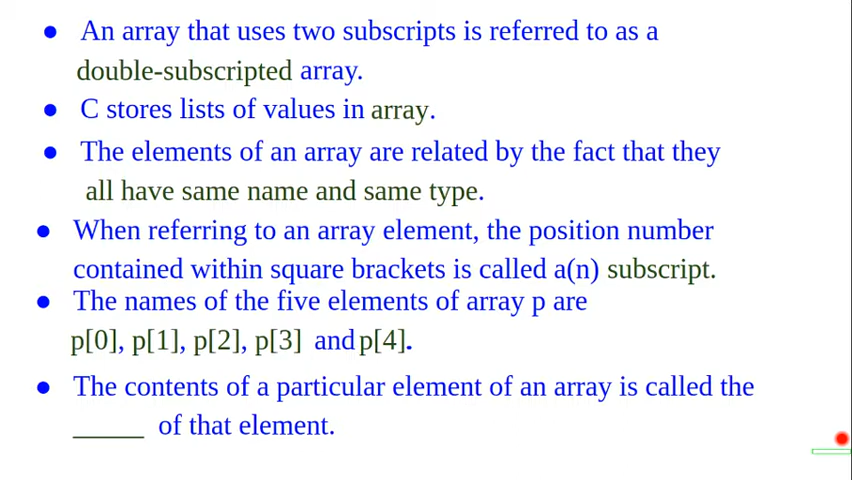 ● An array that uses two subscripts is referred to as a
double-subscripted array.
● C stores lists of values in array.
● The elements of an array are related by the fact that they
all have same name and same type.
● When referring to an array element, the position number
contained within square brackets is called a(n) subscript.
● The names of the five elements of array p are
p[0], p[1], p[2], p[3] and p[4].
● The contents of a particular element of an array is called the
_____ of that element.